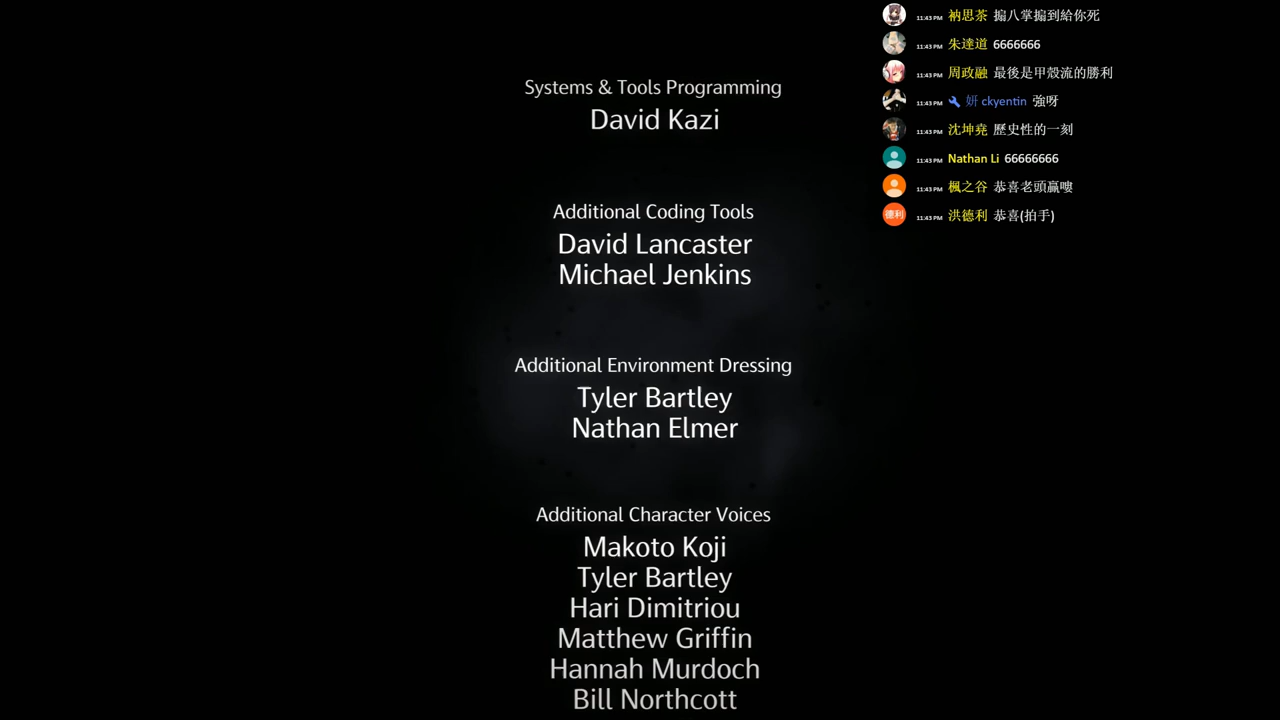 Systems & Tools Programming
David Kazi
Additional Coding Tools
David Lancaster
Michael Jenkins
Additional Environment Dressing
Tyler Bartley
Nathan Elmer
Additional Character Voices
Makoto Koji
Tyler Bartley
Hari Dimitriou
Matthew Griffin
Hannah Murdoch
Bill Northcott
11:43 PM 衲思茶 搧八掌搧到給你死
11:43 PM 朱達道 6666666
11:43 PM 周政融 最後是甲殼流的勝利
11:43 PM 妍 ckyentin 強呀
11:43 PM 沈坤堯 歷史性的一刻
11:43 PM Nathan Li 66666666
11:43 PM 楓之谷 恭喜老頭贏嘍
德利 11:43 PM 洪德利 恭喜(拍手)